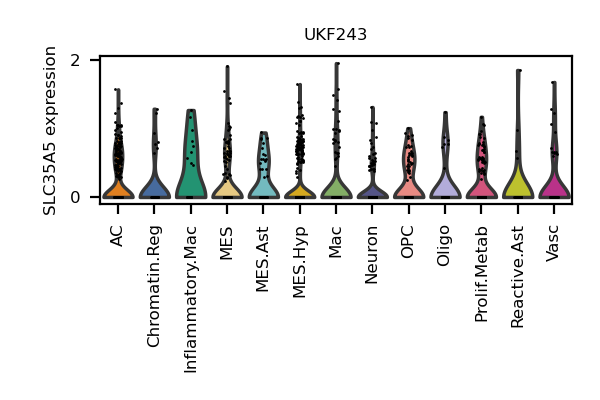 UKF243
SLC35A5 expression
2
0
AC
Chromatin.Reg
Inflammatory.Mac
MES
MES.Ast
MES.Hyp
Mac
Neuron
OPC
Oligo
Prolif.Metab
Reactive.Ast
Vasc